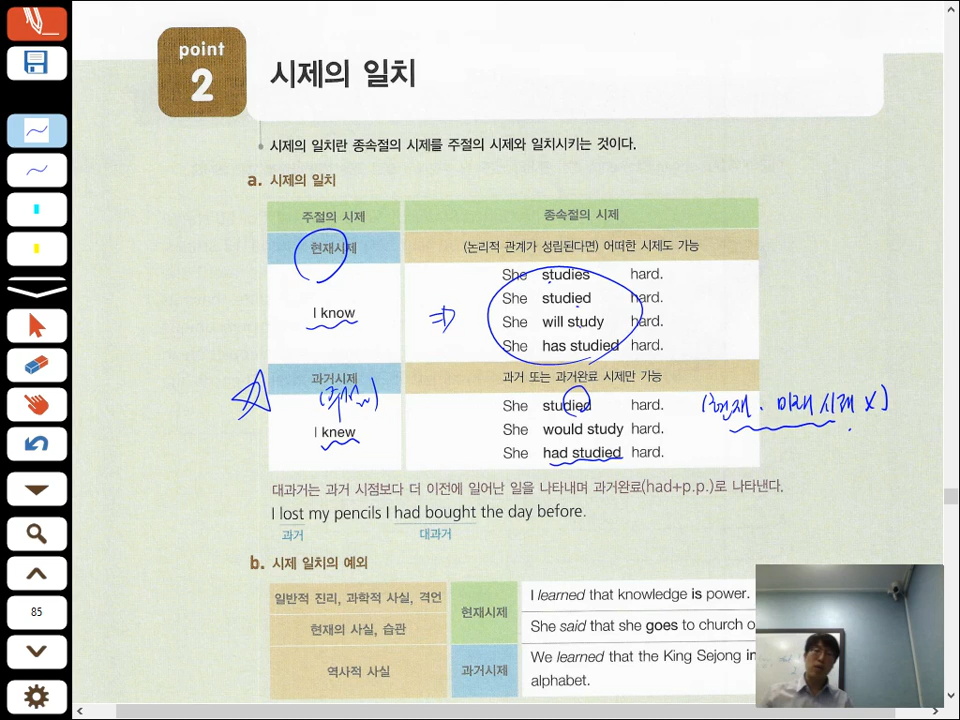 point
2
시제의 일치
시제의 일치란 종속절의 시제를 주절의 시제와 일치시키는 것이다.
a. 시제의 일치
주절의 시제 종속절의 시제
현재시제 (논리적 관계가 성립된다면) 어떠한 시제도 가능
I know
⇒
She studies hard.
She studied hard.
She will study hard.
She has studied hard.
과거시제 과거 또는 과거완료 시제만 가능
(주절)
I knew
She studied hard.
She would study hard.
She had studied hard.
(현재. 미래 시제 X)
대과거는 과거 시점보다 더 이전에 일어난 일을 나타내며 과거완료(had+p.p.)로 나타낸다.
I lost my pencils I had bought the day before.
과거 대과거
b. 시제 일치의 예외
일반적 진리, 과학적 사실, 격언
현재의 사실, 습관
현재시제
I learned that knowledge is power.
She said that she goes to church o
역사적 사실 과거시제
We learned that the King Sejong in
alphabet.
85